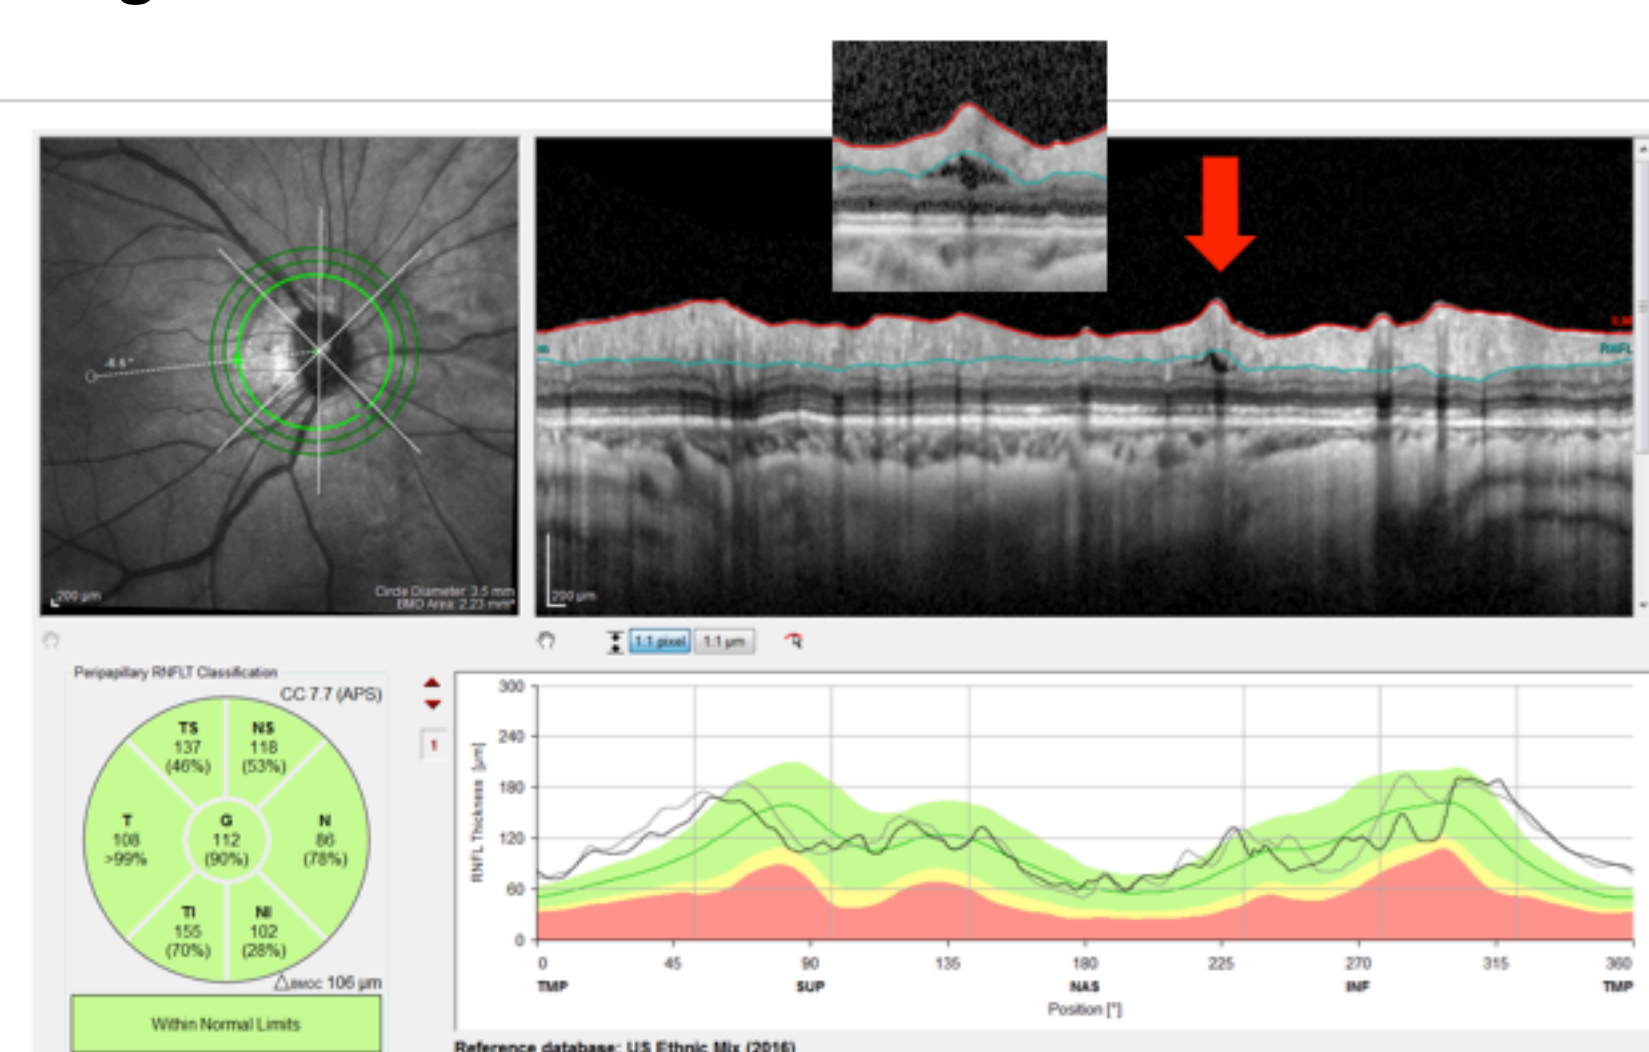 -6.6°
200 µm
Circle Diameter: 3.5 mm
BMO Area: 2.23 mm²
ILM
RNFL
200 µm
1:1 pixel
1:1 µm
Peripapillary RNFLT Classification
CC 7.7 (APS)
TS
137
(46%)
NS
118
(53%)
T
108
>99%
G
112
(90%)
N
86
(78%)
TI
155
(70%)
NI
102
(28%)
△BMOC 106 µm
Within Normal Limits
1
RNFL Thickness [µm]
300
240
180
120
60
0
0 45 90 135 180 225 270 315 360
TMP SUP NAS INF TMP
Position [°]
Reference database: US Ethnic Mix (2016)